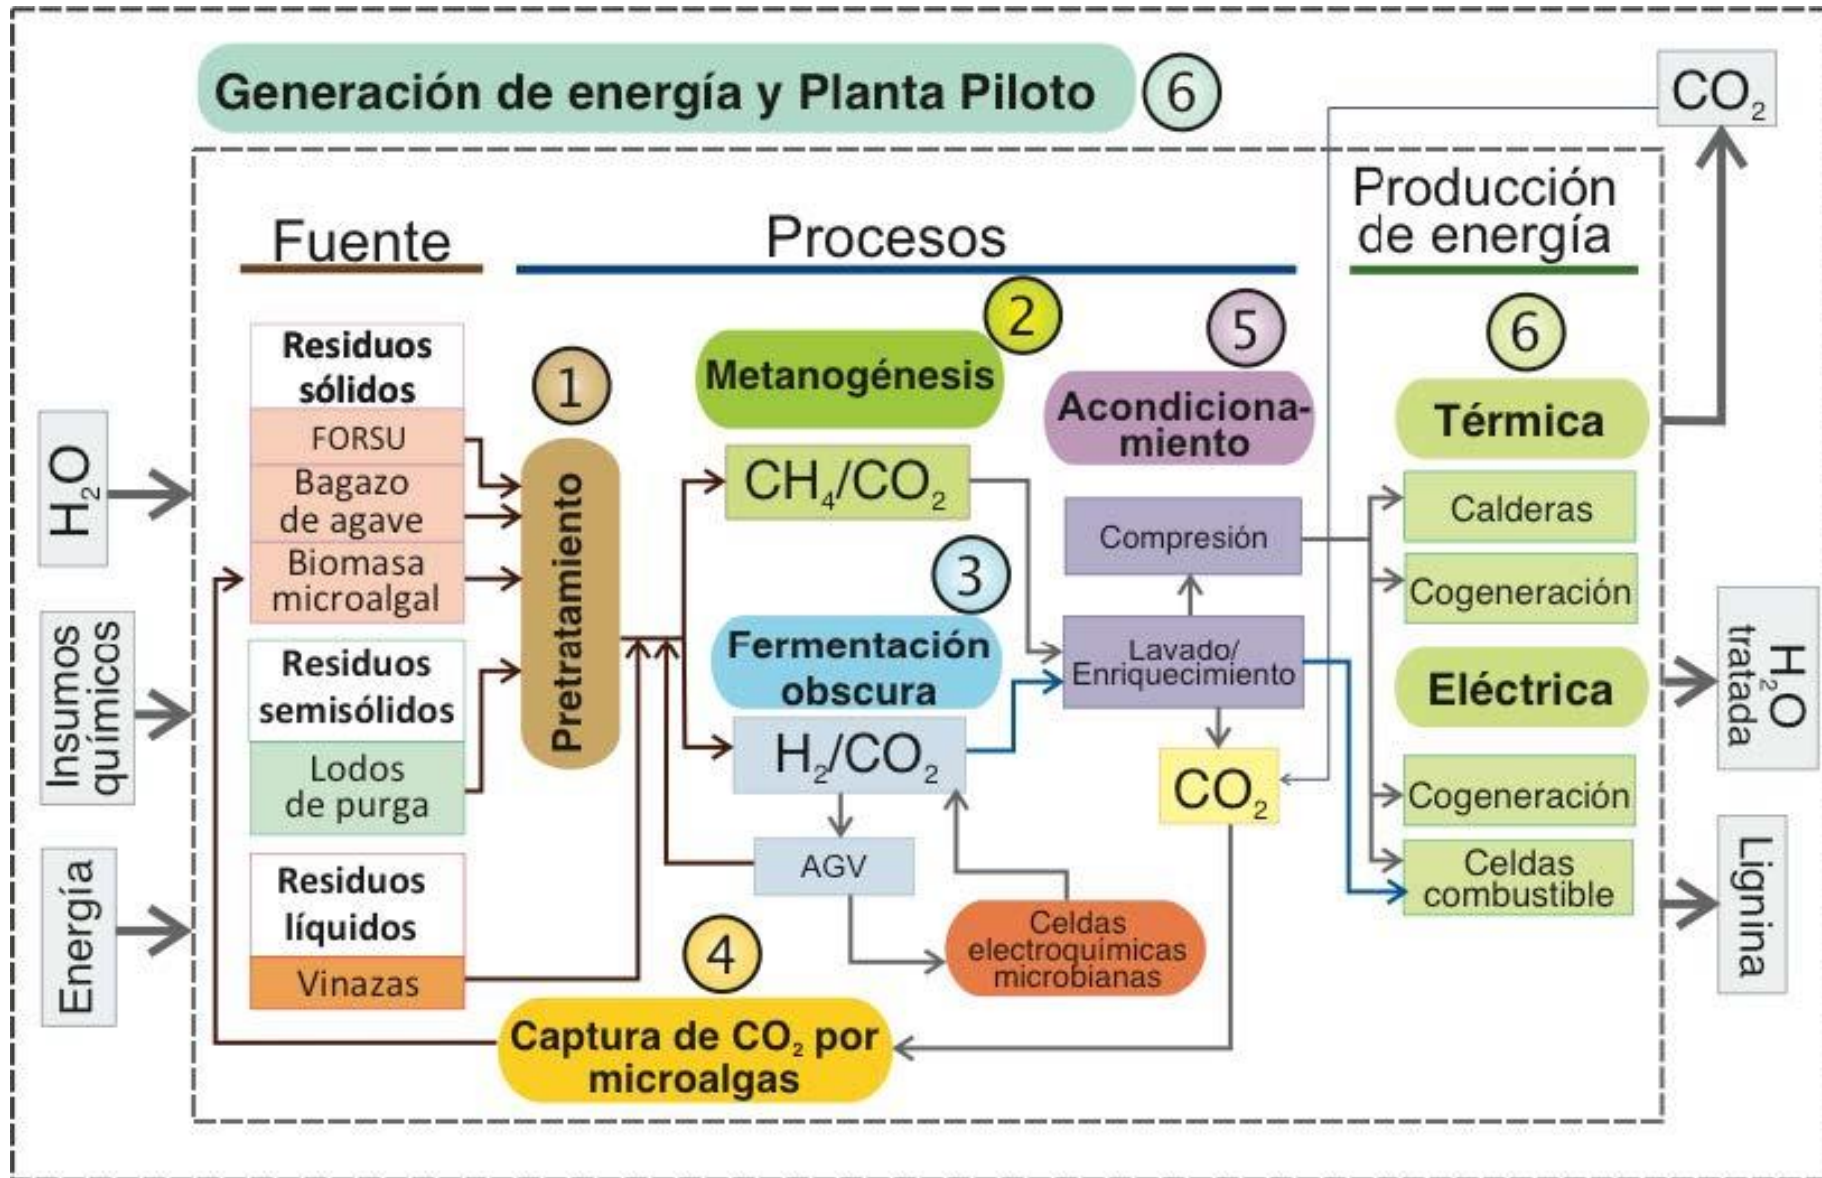 Generación de energía y Planta Piloto
6
CO₂
Fuente
Procesos
Producción
de energía
H₂O
Insumos
químicos
Energía
Residuos
sólidos
FORSU
Bagazo
de agave
Biomasa
microalgal
Residuos
semisólidos
Lodos
de purga
Residuos
líquidos
Vinazas
1
Pretratamiento
2
Metanogénesis
CH₄/CO₂
3
Fermentación
obscura
H₂/CO₂
AGV
Celdas
electroquímicas
microbianas
4
Captura de CO₂ por
microalgas
5
Acondiciona-
miento
Compresión
Lavado/
Enriquecimiento
CO₂
6
Térmica
Calderas
Cogeneración
Eléctrica
Cogeneración
Celdas
combustible
H₂O
tratada
Lignina